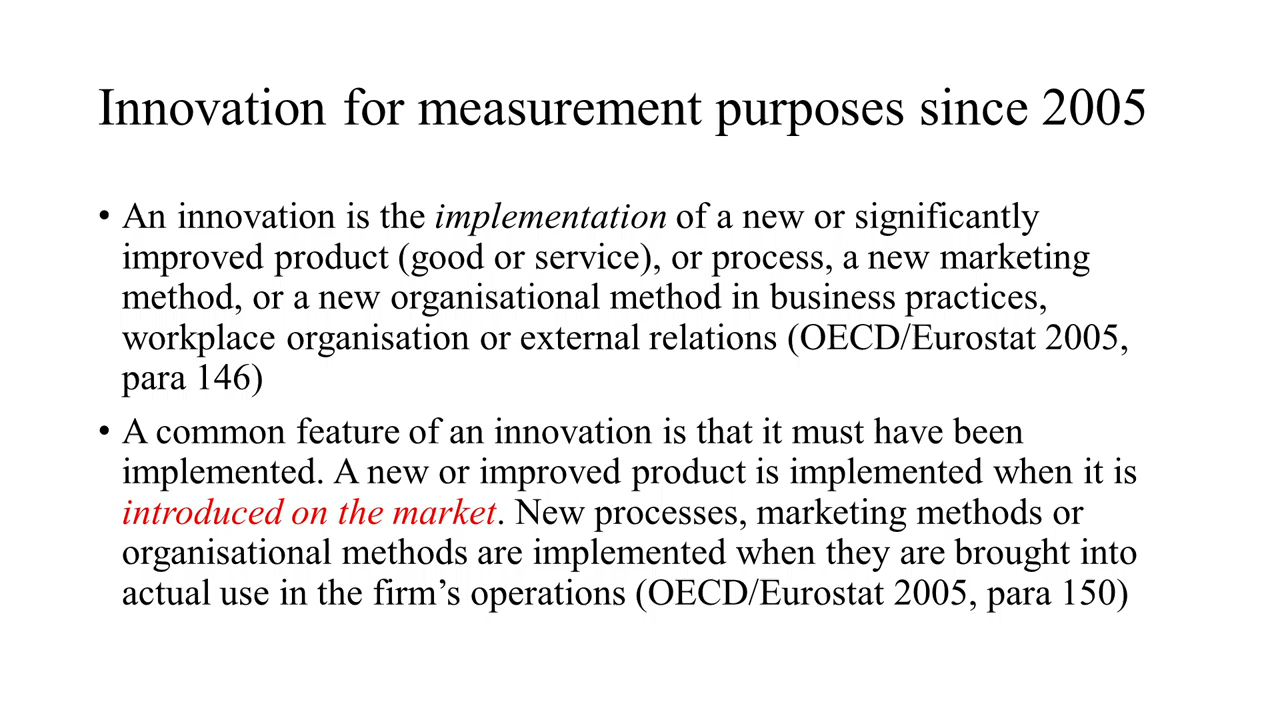 Innovation for measurement purposes since 2005
• An innovation is the implementation of a new or significantly
improved product (good or service), or process, a new marketing
method, or a new organisational method in business practices,
workplace organisation or external relations (OECD/Eurostat 2005,
para 146)
• A common feature of an innovation is that it must have been
implemented. A new or improved product is implemented when it is
introduced on the market. New processes, marketing methods or
organisational methods are implemented when they are brought into
actual use in the firm’s operations (OECD/Eurostat 2005, para 150)